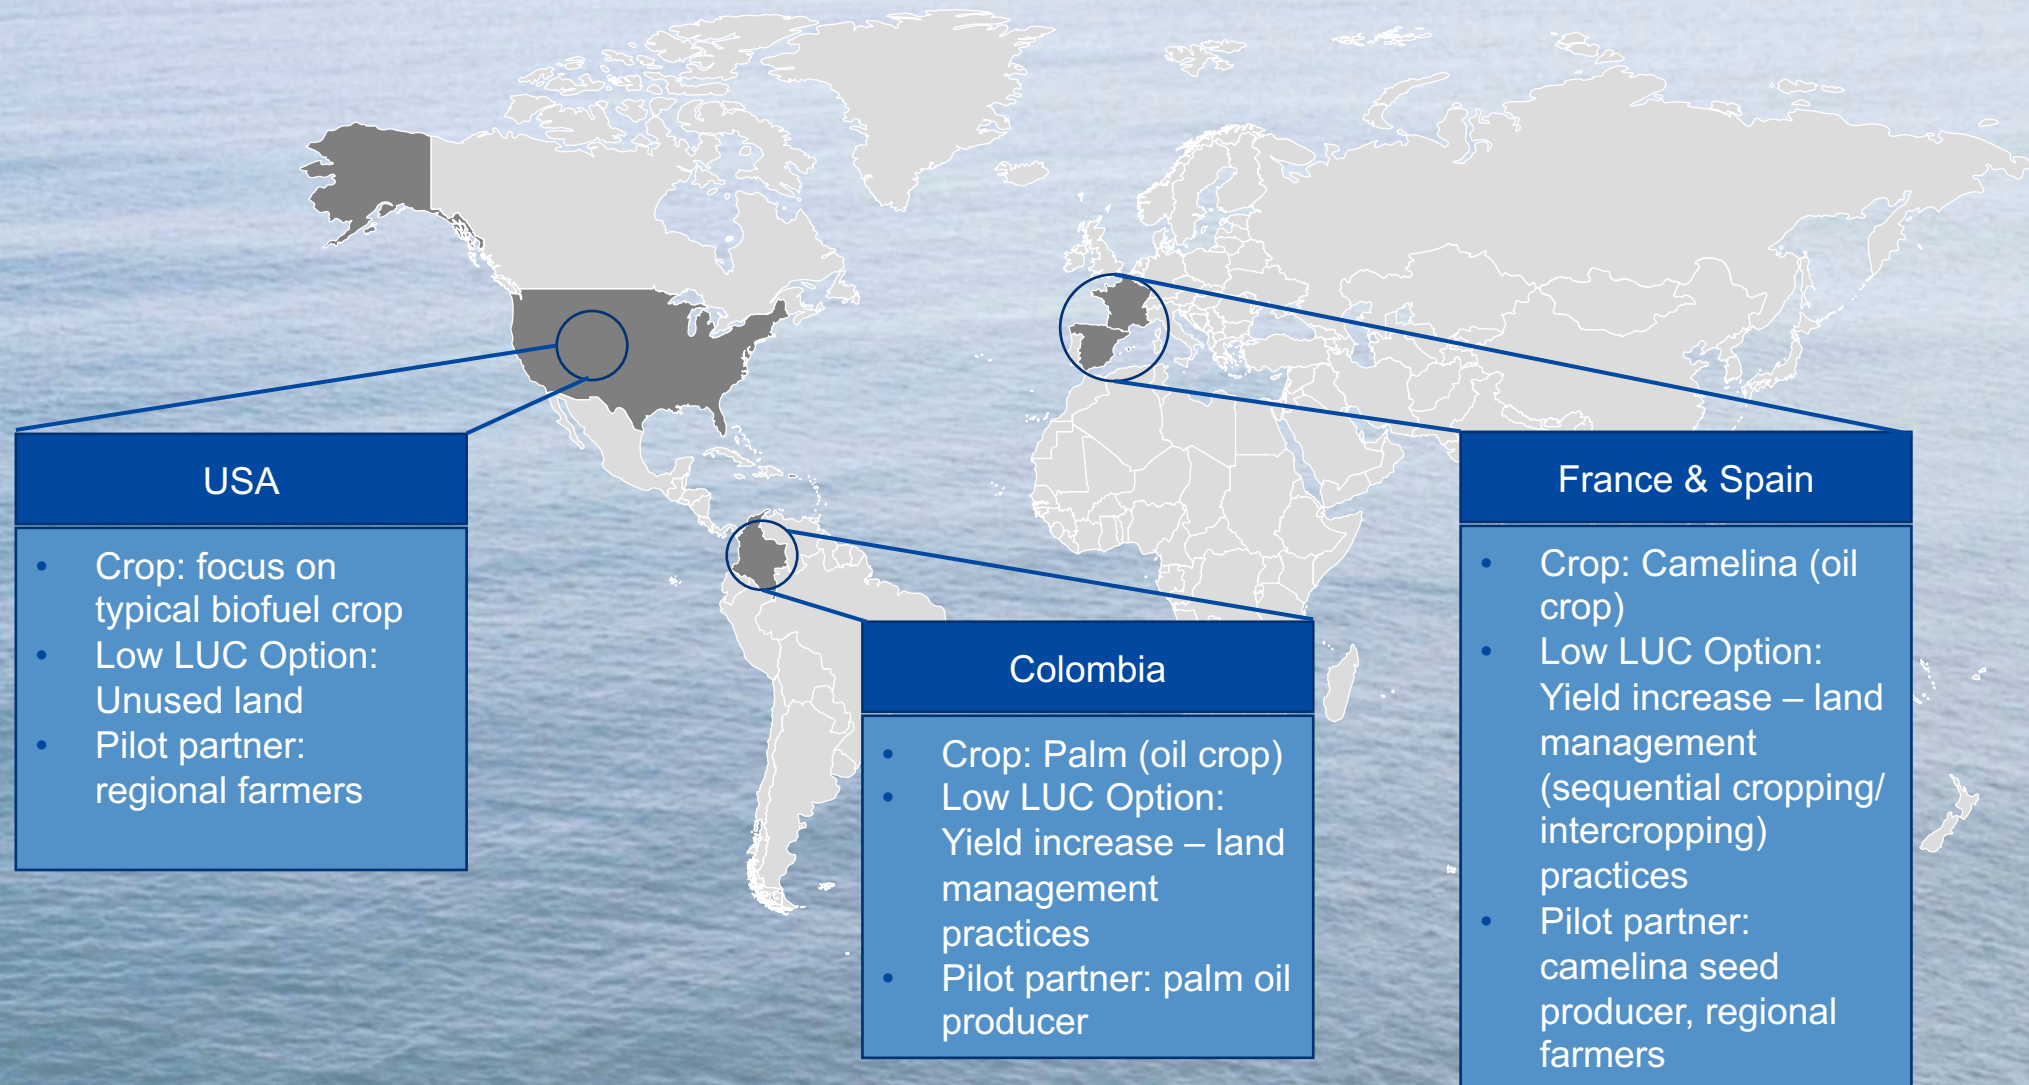 USA
• Crop: focus on
typical biofuel crop
• Low LUC Option:
Unused land
• Pilot partner:
regional farmers
Colombia
• Crop: Palm (oil crop)
• Low LUC Option:
Yield increase – land
management
practices
• Pilot partner: palm oil
producer
France & Spain
• Crop: Camelina (oil
crop)
• Low LUC Option:
Yield increase – land
management
(sequential cropping/
intercropping)
practices
• Pilot partner:
camelina seed
producer, regional
farmers